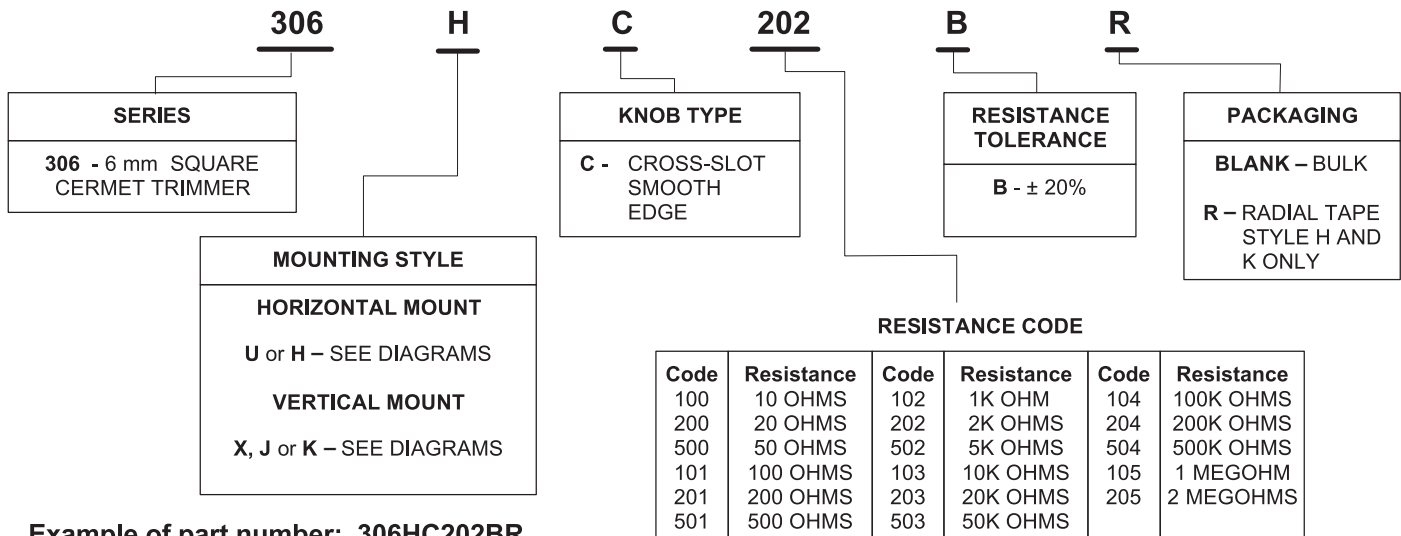 306 H C 202 B R
SERIES
306 - 6 mm SQUARE
CERMET TRIMMER
MOUNTING STYLE
HORIZONTAL MOUNT
U or H – SEE DIAGRAMS
VERTICAL MOUNT
X, J or K – SEE DIAGRAMS
KNOB TYPE
C - CROSS-SLOT
SMOOTH
EDGE
RESISTANCE
TOLERANCE
B - ± 20%
PACKAGING
BLANK – BULK
R – RADIAL TAPE
STYLE H AND
K ONLY
RESISTANCE CODE
Code Resistance Code Resistance Code Resistance
100 10 OHMS 102 1K OHM 104 100K OHMS
200 20 OHMS 202 2K OHMS 204 200K OHMS
500 50 OHMS 502 5K OHMS 504 500K OHMS
101 100 OHMS 103 10K OHMS 105 1 MEGOHM
201 200 OHMS 203 20K OHMS 205 2 MEGOHMS
501 500 OHMS 503 50K OHMS
Example of part number: 306HC202BR